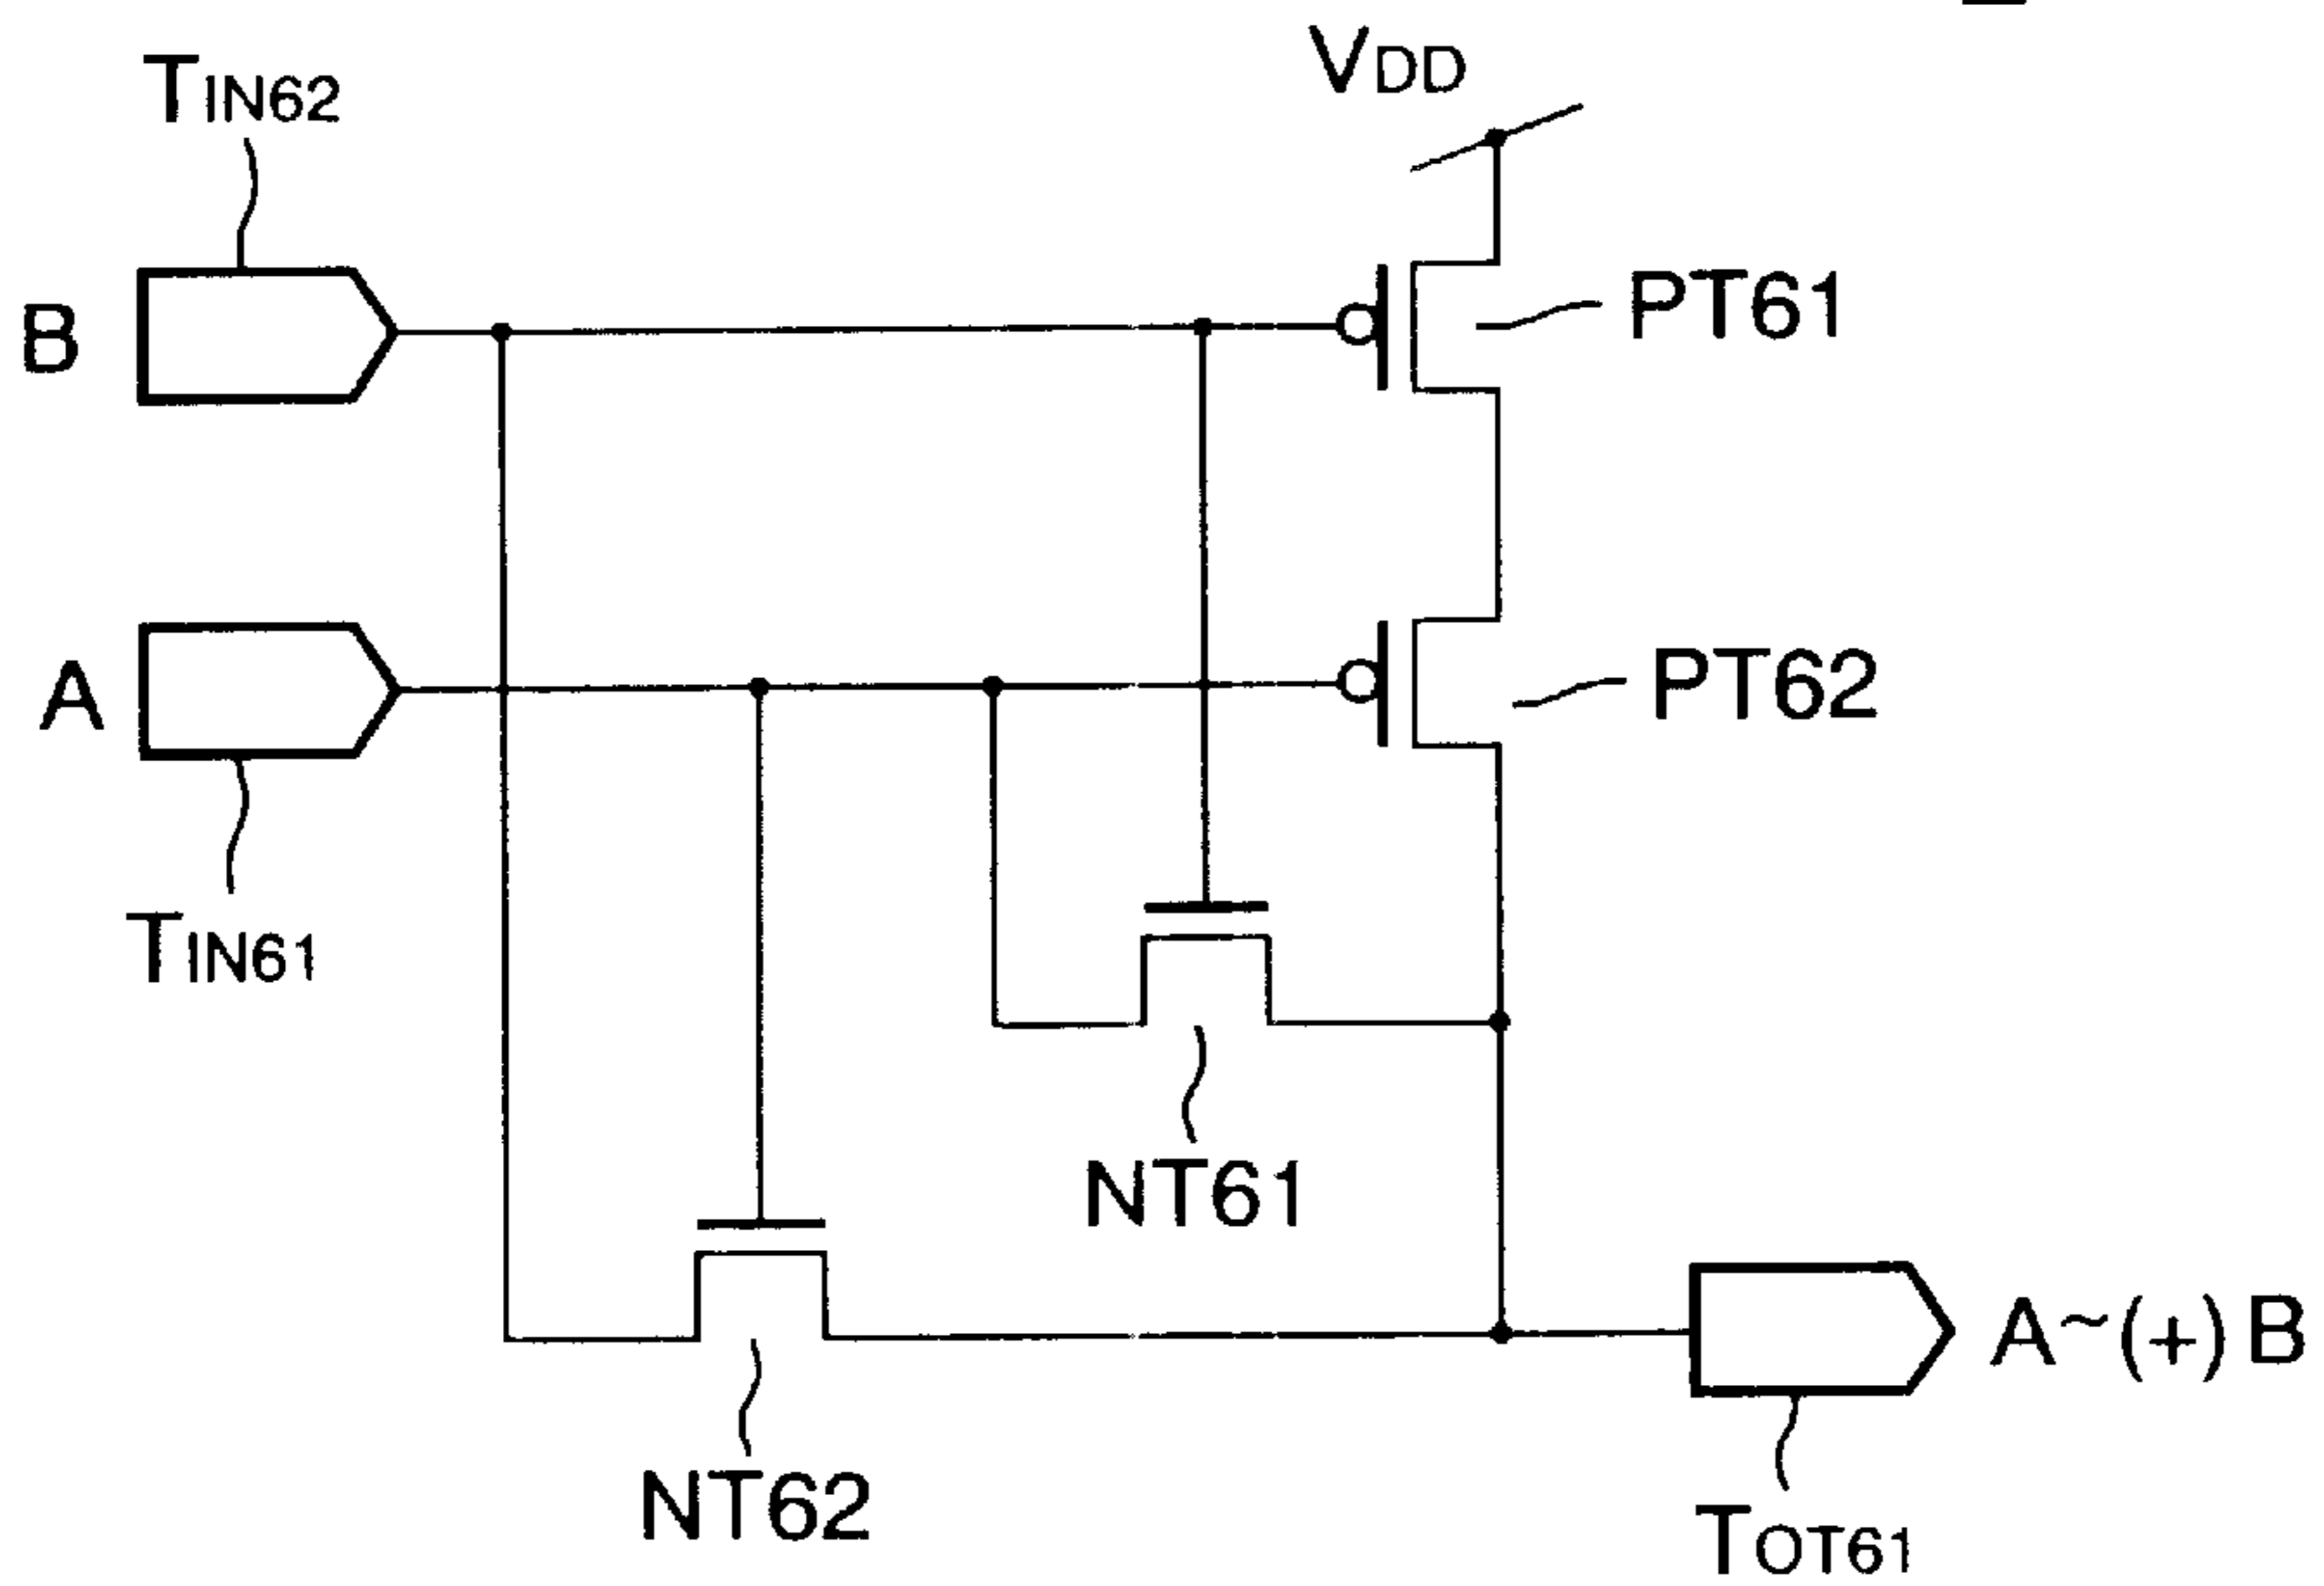 VDD
TIN62
PT61
B
PT62
A
TIN61
NT61
A~(+)B
NT62
TOT61